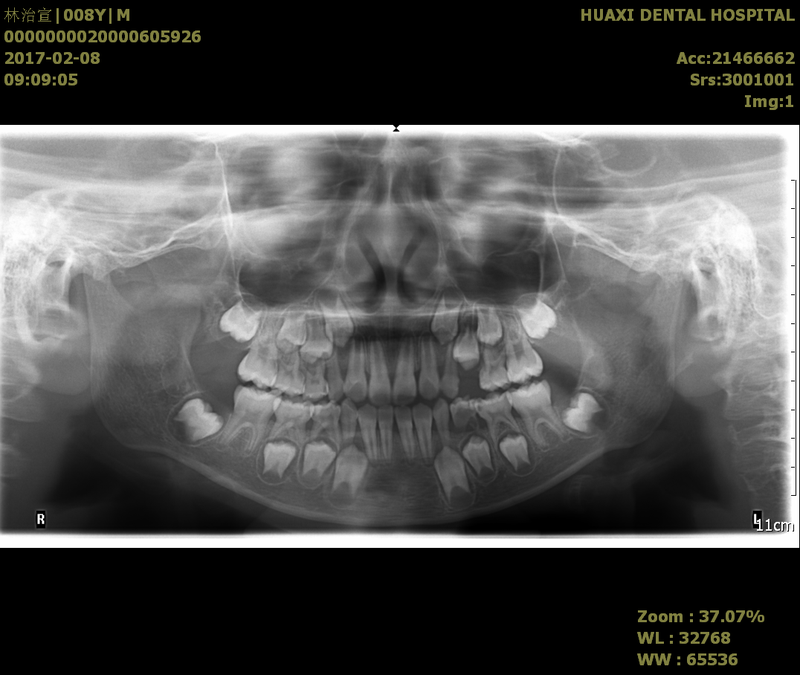 林治宣|008Y|M
0000000020000605926
2017-02-08
09:09:05
HUAXI DENTAL HOSPITAL
Acc:21466662
Srs:3001001
Img:1
R
L
11cm
Zoom : 37.07%
WL : 32768
WW : 65536